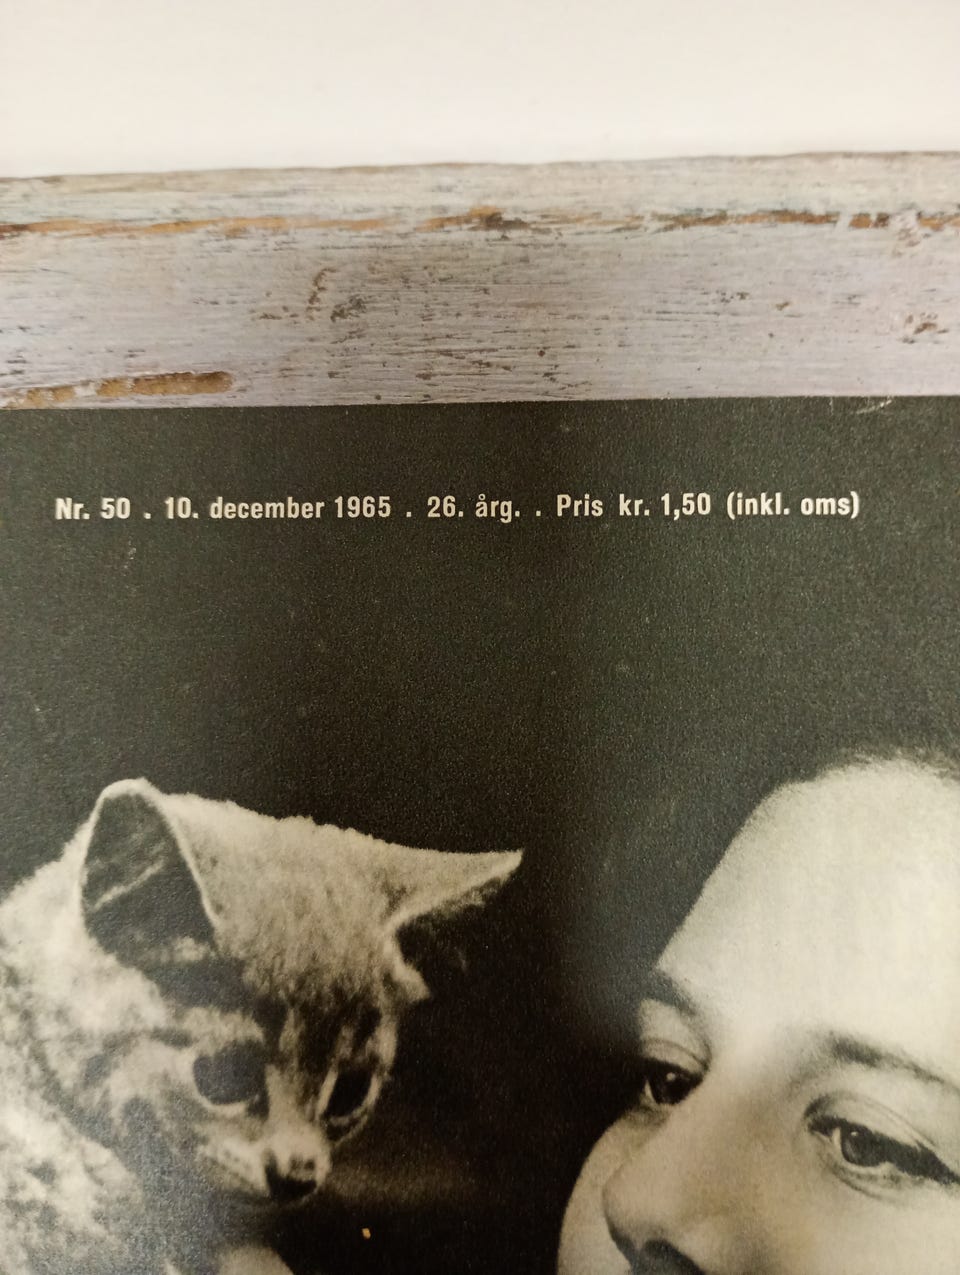 Nr. 50 . 10. december 1965 . 26. årg. . Pris kr. 1,50 (inkl. oms)